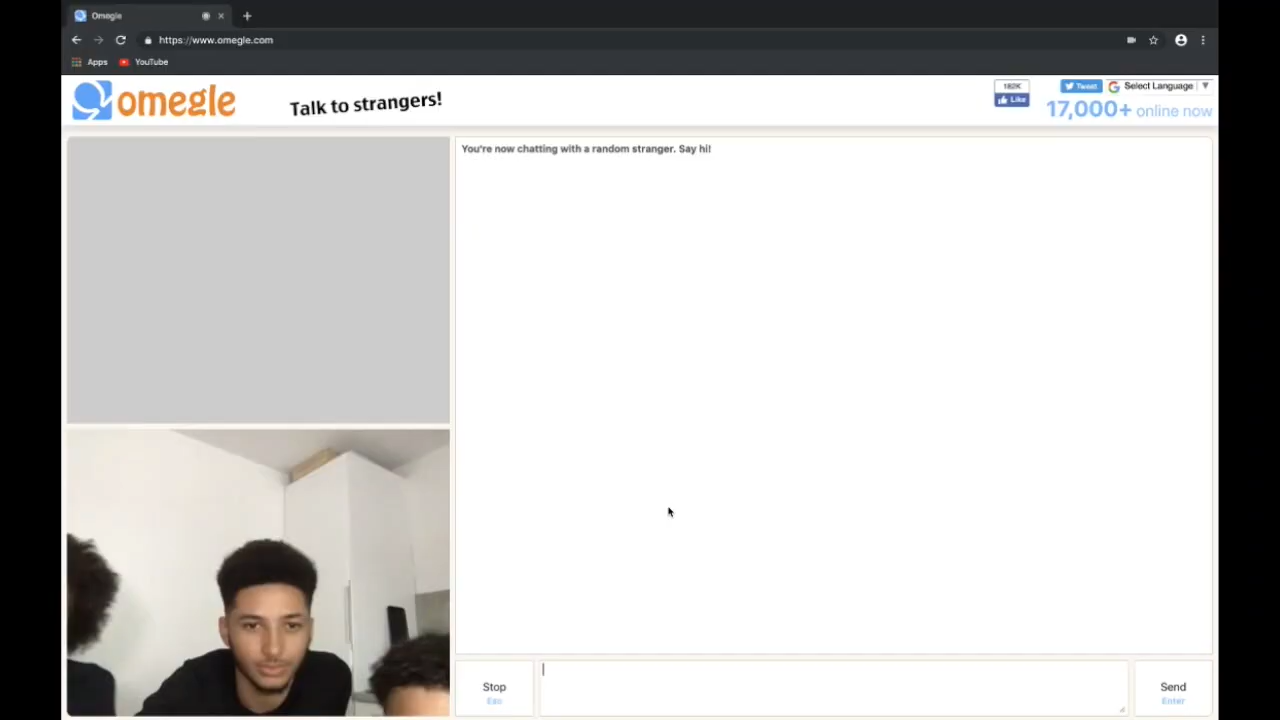 Omegle
https://www.omegle.com
Apps
YouTube
omegle
Talk to strangers!
182K
Like
Tweet
Select Language
17,000+ online now
You're now chatting with a random stranger. Say hi!
Stop
Esc
Send
Enter